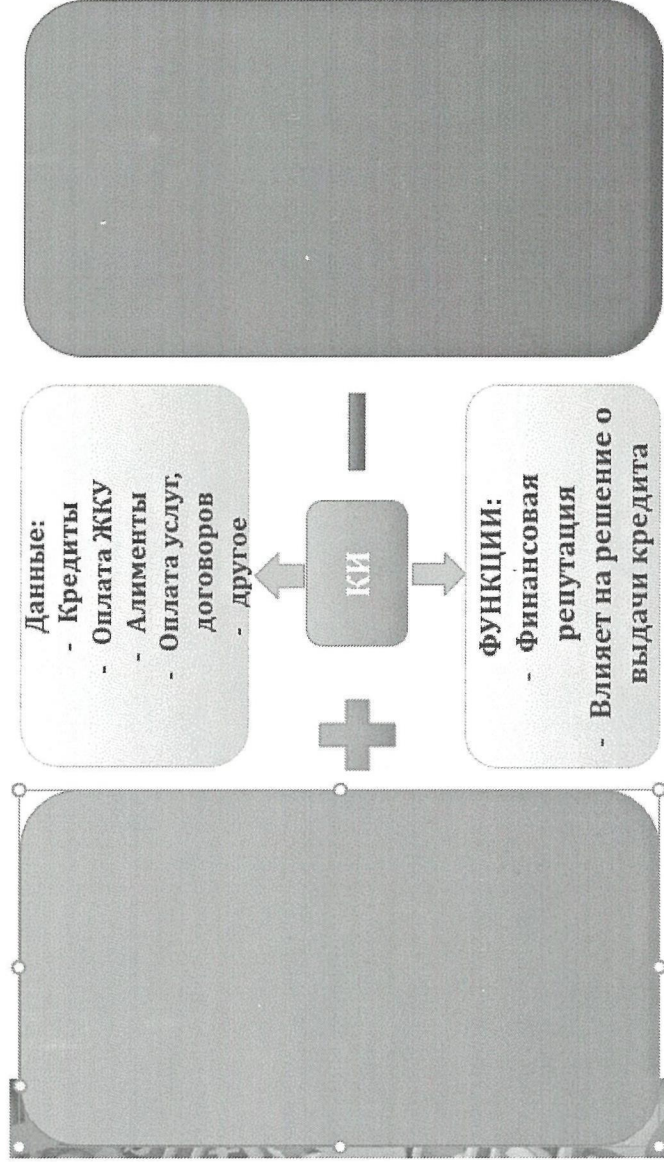 Данные:
- Кредиты
- Оплата ЖКУ
- Алименты
- Оплата услуг,
договоров
- другое
КИ
ФУНКЦИИ:
- Финансовая
репутация
- Влияет на решение о
выдачи кредита